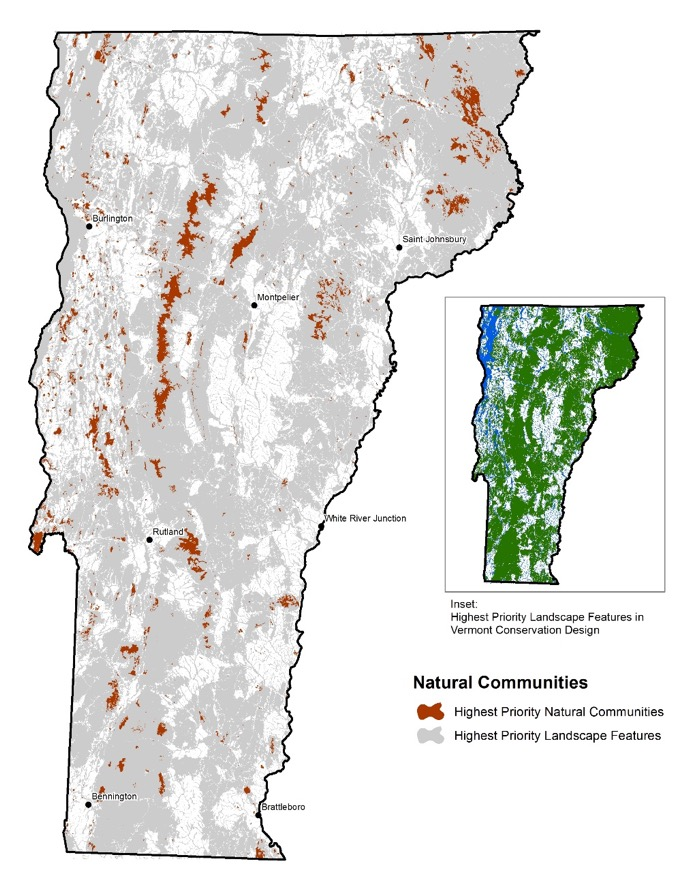 Burlington
Saint Johnsbury
Montpelier
White River Junction
Rutland
Inset:
Highest Priority Landscape Features in
Vermont Conservation Design
Natural Communities
Highest Priority Natural Communities
Highest Priority Landscape Features
Bennington
Brattleboro